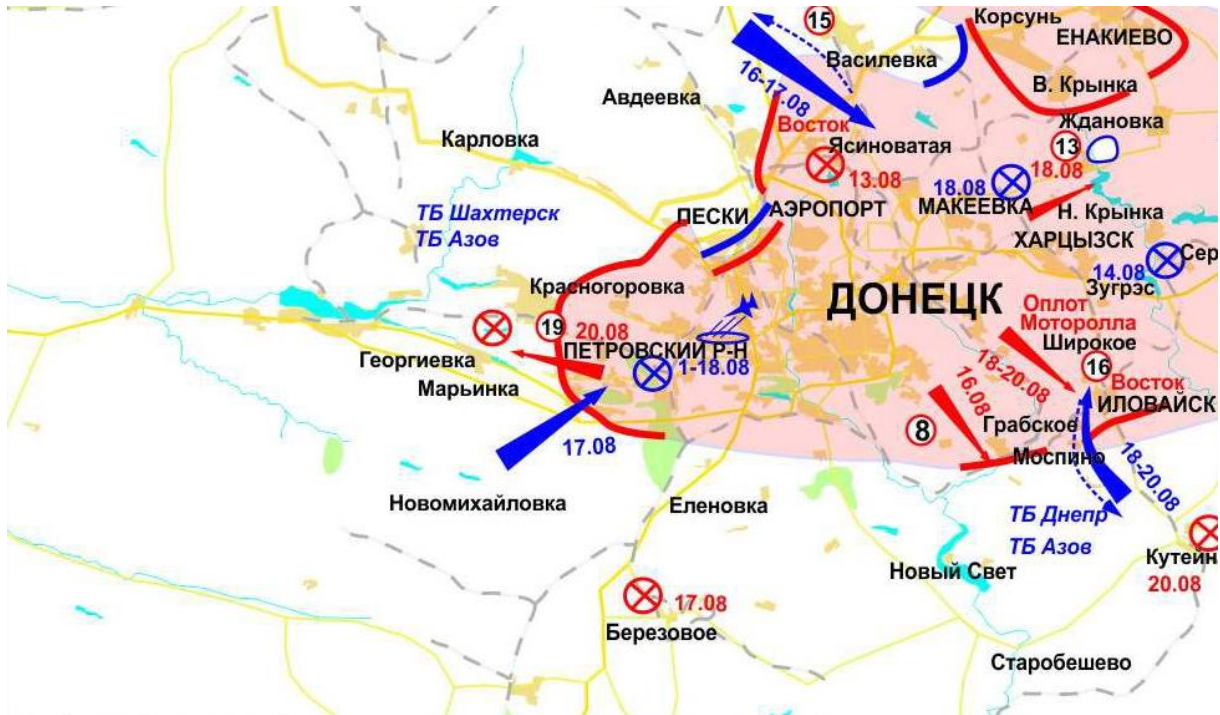 15
Корсунь
ЕНАКИЕВО
Василевка
В. Крынка
16-17.08
Авдеевка
Ждановка
Восток
Карловка
Ясиноватая
13
13.08
18.08
18.08
МАКЕЕВКА
ТБ Шахтерск
ПЕСКИ
АЭРОПОРТ
Н. Крынка
ТБ Азов
ХАРЦЫЗСК
Сер
14.08
Красногоровка
Зугрэс
ДОНЕЦК
Оплот
Моторолла
19
20.08
Широкое
Георгиевка
ПЕТРОВСКИЙ Р-Н
1-18.08
18-20.08
16
Марьинка
16.08
Восток
ИЛОВАЙСК
8
Грабское
17.08
Моспино
18-20.08
Новомихайловка
Еленовка
ТБ Днепр
ТБ Азов
Кутейн
Новый Свет
20.08
17.08
Березовое
Старобешево